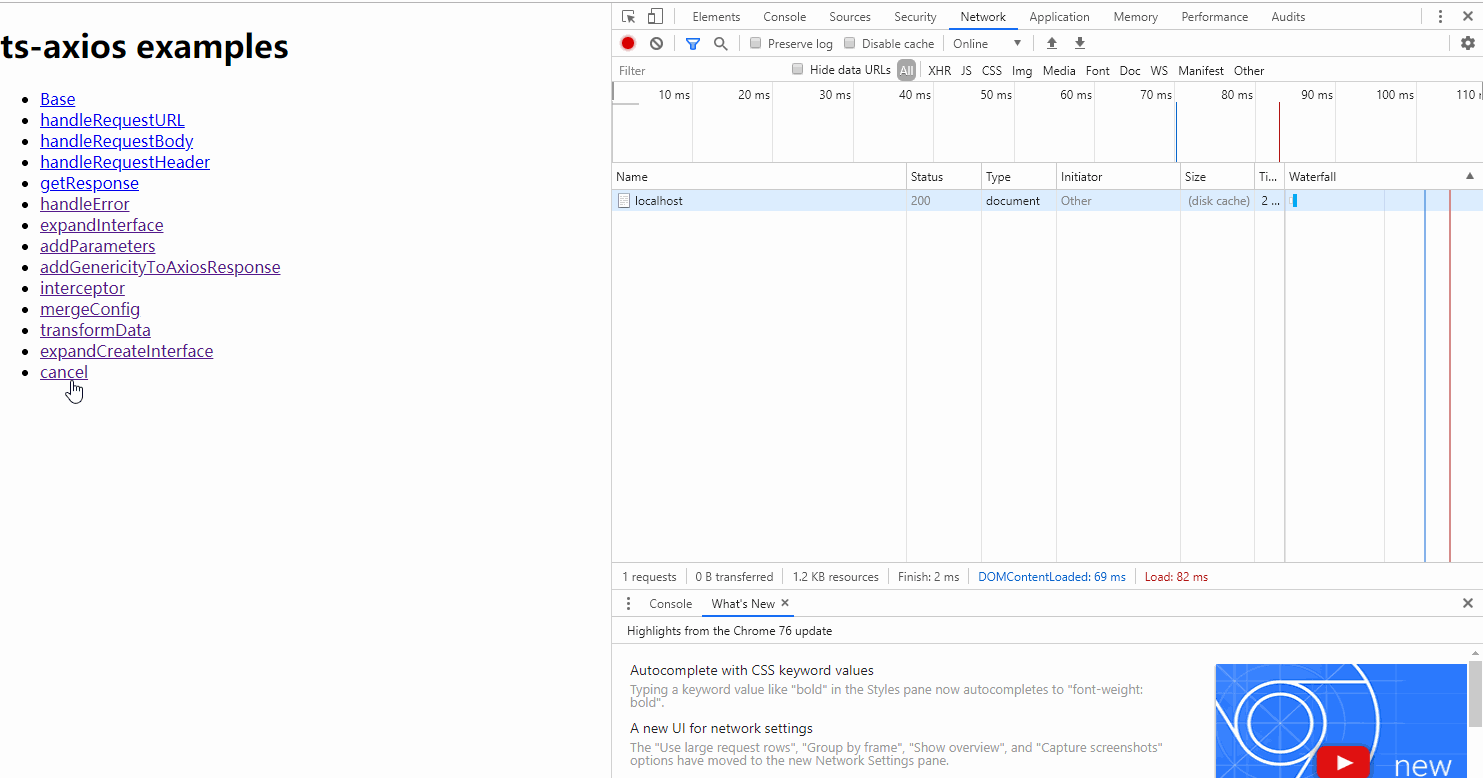 ts-axios examples
Base
handleRequestURL
handleRequestBody
handleRequestHeader
getResponse
handleError
expandInterface
addParameters
addGenericityToAxiosResponse
interceptor
mergeConfig
transformData
expandCreateInterface
cancel
Elements Console Sources Security Network Application Memory Performance Audits
Preserve log Disable cache Online
Filter Hide data URLs All XHR JS CSS Img Media Font Doc WS Manifest Other
10 ms 20 ms 30 ms 40 ms 50 ms 60 ms 70 ms 80 ms 90 ms 100 ms 110
Name Status Type Initiator Size Ti... Waterfall
localhost 200 document Other (disk cache) 2 ...
1 requests 0 B transferred 1.2 KB resources Finish: 2 ms DOMContentLoaded: 69 ms Load: 82 ms
Console What's New
Highlights from the Chrome 76 update
Autocomplete with CSS keyword values
Typing a keyword value like "bold" in the Styles pane now autocompletes to "font-weight:
bold".
A new UI for network settings
The "Use large request rows", "Group by frame", "Show overview", and "Capture screenshots"
options have moved to the new Network Settings pane.
new